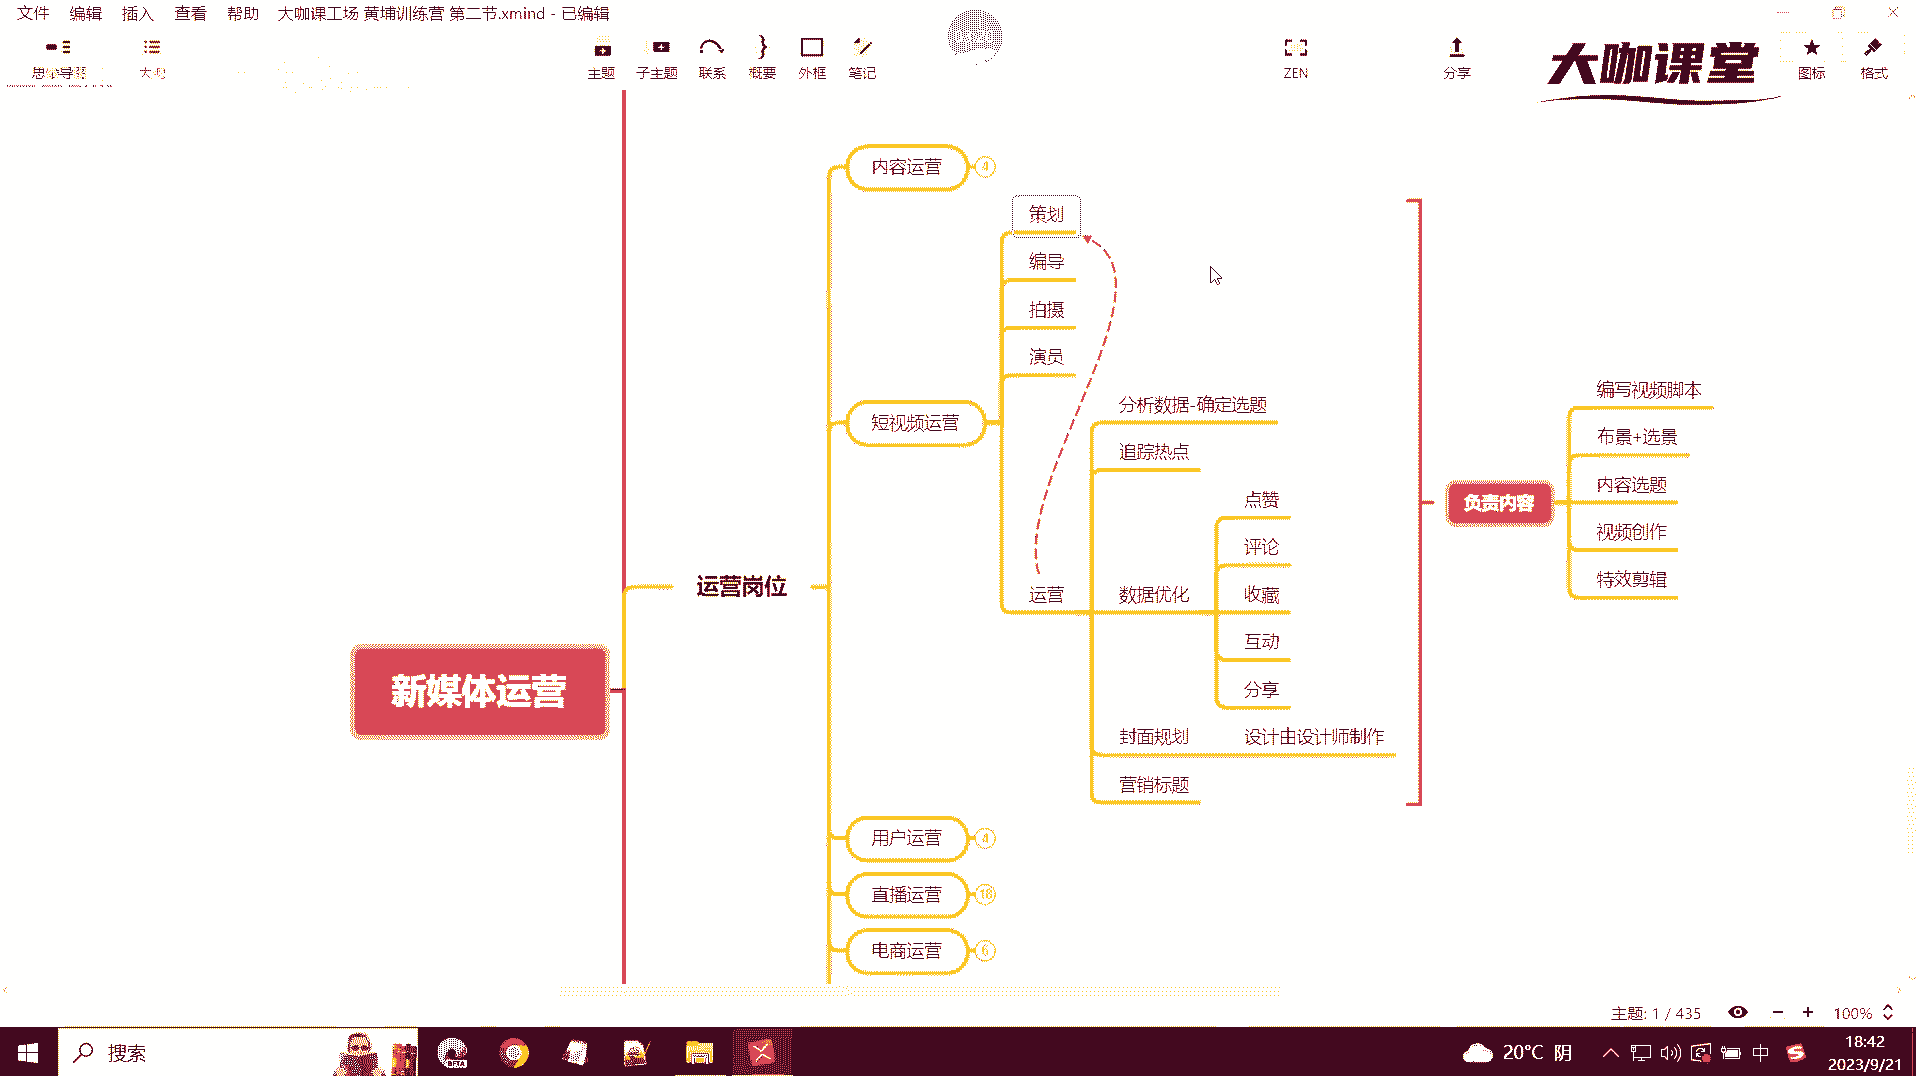 文件 编辑 插入 查看 帮助 大咖课工场 黄埔训练营 第二节.xmind - 已编辑
思维导图 大纲 主题 子主题 联系 概要 外框 笔记 ZEN 分享 图标 格式
大咖课堂
内容运营 4
策划
编导
拍摄
演员
分析数据-确定选题
编写视频脚本
短视频运营
追踪热点
布景+选景
点赞
内容选题
负责内容
评论
视频创作
运营岗位
运营
数据优化
收藏
特效剪辑
互动
新媒体运营
分享
封面规划 设计由设计师制作
营销标题
用户运营 4
直播运营 18
电商运营 6
主题: 1 / 435 100%
搜索
BETA
20°C 阴
中
18:42
2023/9/21